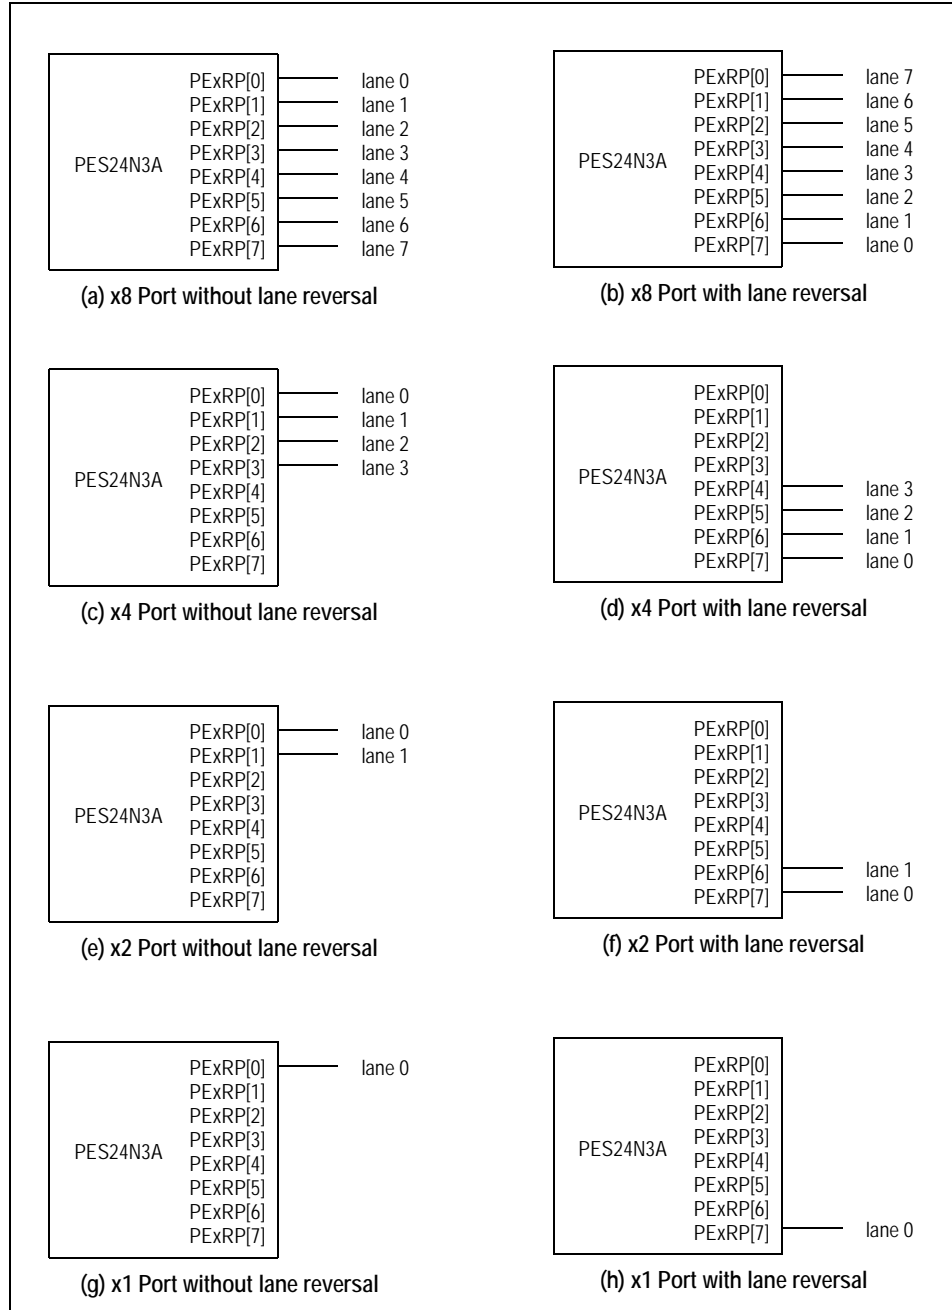 PES24N3A
PExRP[0] lane 0
PExRP[1] lane 1
PExRP[2] lane 2
PExRP[3] lane 3
PExRP[4] lane 4
PExRP[5] lane 5
PExRP[6] lane 6
PExRP[7] lane 7
(a) x8 Port without lane reversal
PES24N3A
PExRP[0] lane 7
PExRP[1] lane 6
PExRP[2] lane 5
PExRP[3] lane 4
PExRP[4] lane 3
PExRP[5] lane 2
PExRP[6] lane 1
PExRP[7] lane 0
(b) x8 Port with lane reversal
PES24N3A
PExRP[0] lane 0
PExRP[1] lane 1
PExRP[2] lane 2
PExRP[3] lane 3
PExRP[4]
PExRP[5]
PExRP[6]
PExRP[7]
(c) x4 Port without lane reversal
PES24N3A
PExRP[0]
PExRP[1]
PExRP[2]
PExRP[3]
PExRP[4] lane 3
PExRP[5] lane 2
PExRP[6] lane 1
PExRP[7] lane 0
(d) x4 Port with lane reversal
PES24N3A
PExRP[0] lane 0
PExRP[1] lane 1
PExRP[2]
PExRP[3]
PExRP[4]
PExRP[5]
PExRP[6]
PExRP[7]
(e) x2 Port without lane reversal
PES24N3A
PExRP[0]
PExRP[1]
PExRP[2]
PExRP[3]
PExRP[4]
PExRP[5]
PExRP[6] lane 1
PExRP[7] lane 0
(f) x2 Port with lane reversal
PES24N3A
PExRP[0] lane 0
PExRP[1]
PExRP[2]
PExRP[3]
PExRP[4]
PExRP[5]
PExRP[6]
PExRP[7]
(g) x1 Port without lane reversal
PES24N3A
PExRP[0]
PExRP[1]
PExRP[2]
PExRP[3]
PExRP[4]
PExRP[5]
PExRP[6]
PExRP[7] lane 0
(h) x1 Port with lane reversal